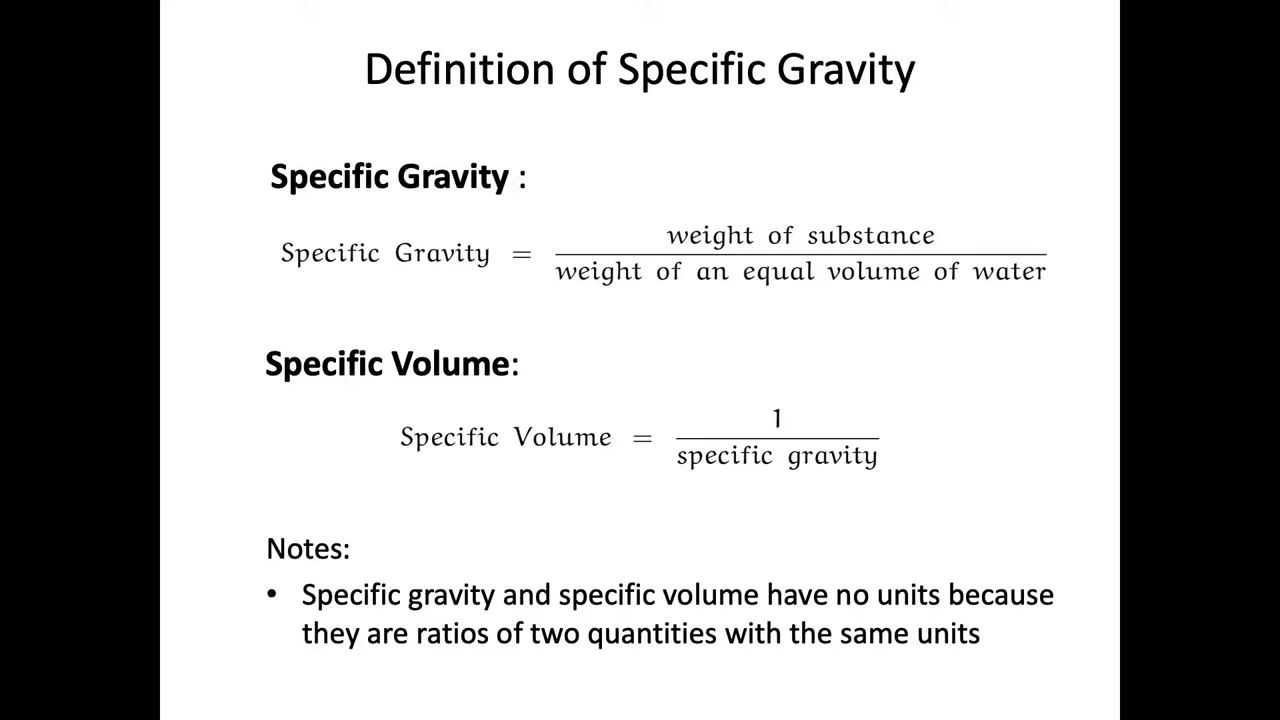 Definition of Specific Gravity
Specific Gravity :
Specific Gravity = weight of substance / weight of an equal volume of water
Specific Volume:
Specific Volume = 1 / specific gravity
Notes:
• Specific gravity and specific volume have no units because
they are ratios of two quantities with the same units